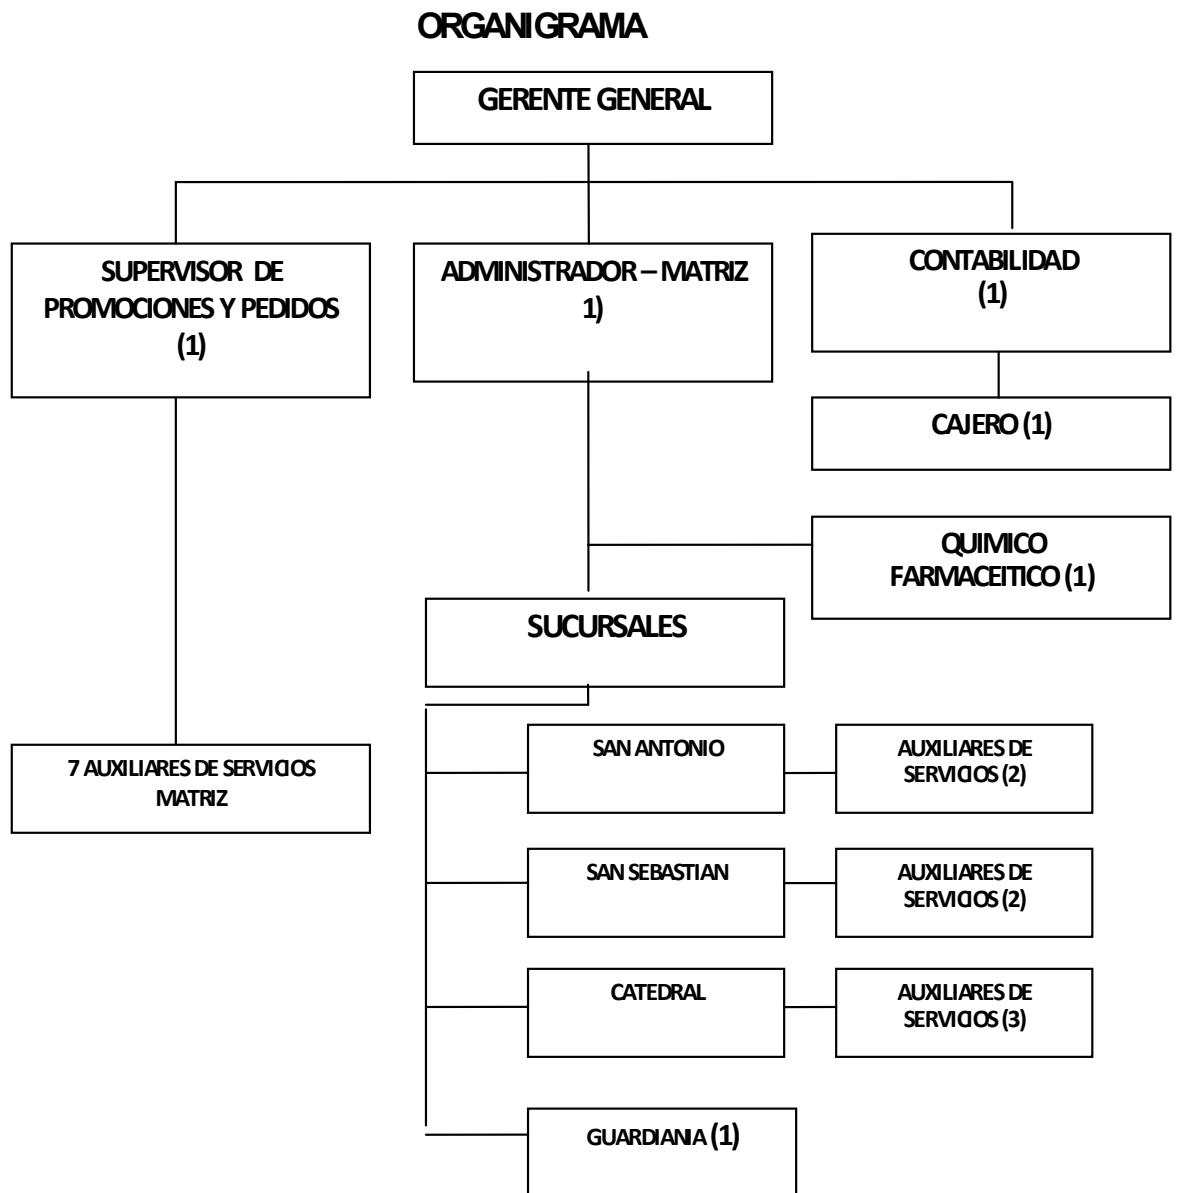 ORGANIGRAMA
GERENTE GENERAL
SUPERVISOR DE
PROMOCIONES Y PEDIDOS
(1)
ADMINISTRADOR – MATRIZ
1)
CONTABILIDAD
(1)
CAJERO (1)
QUIMICO
FARMACEITICO (1)
SUCURSALES
7 AUXILIARES DE SERVICIOS
MATRIZ
SAN ANTONIO
AUXILIARES DE
SERVICIOS (2)
SAN SEBASTIAN
AUXILIARES DE
SERVICIOS (2)
CATEDRAL
AUXILIARES DE
SERVICIOS (3)
GUARDIANIA (1)